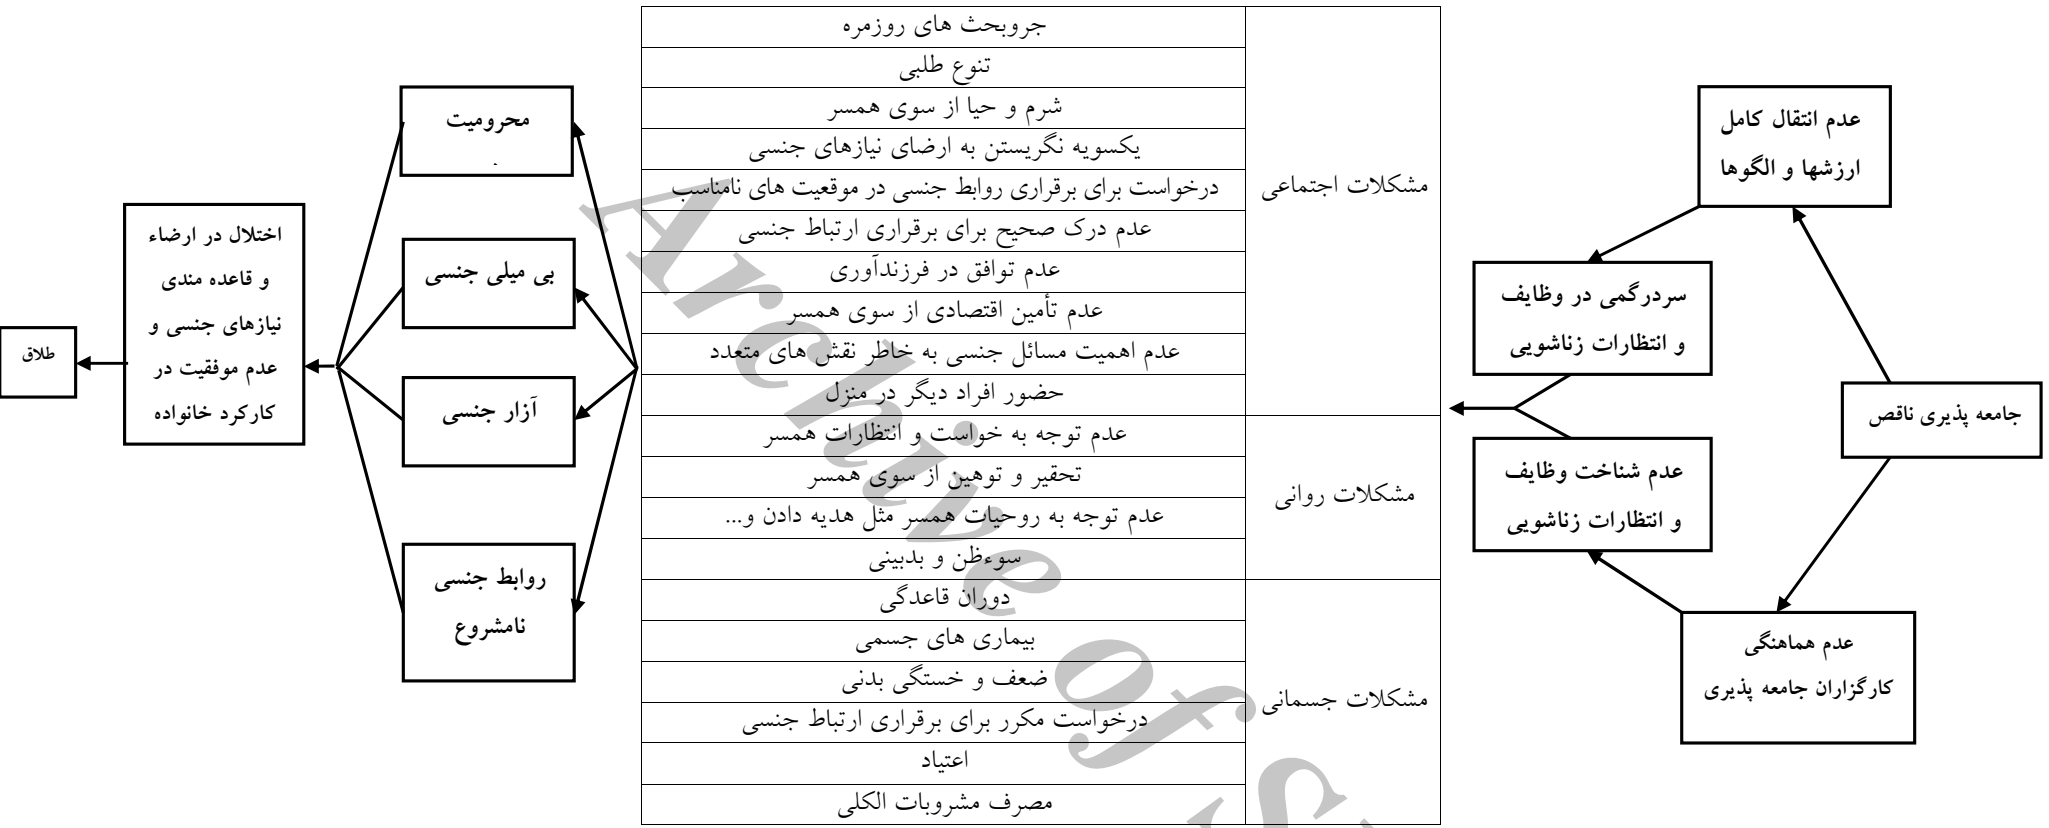 عدم انتقال کامل
ارزشها و الگوها
سردرگمی در وظایف
و انتظارات زناشویی
جامعه پذیری ناقص
عدم شناخت وظایف
و انتظارات زناشویی
عدم هماهنگی
کارگزاران جامعه پذیری
مشکلات اجتماعی
جروبحث های روزمره
تنوع طلبی
شرم و حیا از سوی همسر
یکسویه نگریستن به ارضای نیازهای جنسی
درخواست برای برقراری روابط جنسی در موقعیت های نامناسب
عدم درک صحیح برای برقراری ارتباط جنسی
عدم توافق در فرزندآوری
عدم تأمین اقتصادی از سوی همسر
عدم اهمیت مسائل جنسی به خاطر نقش های متعدد
حضور افراد دیگر در منزل
مشکلات روانی
عدم توجه به خواست و انتظارات همسر
تحقیر و توهین از سوی همسر
عدم توجه به روحیات همسر مثل هدیه دادن و...
سوءظن و بدبینی
مشکلات جسمانی
دوران قاعدگی
بیماری های جسمی
ضعف و خستگی بدنی
درخواست مکرر برای برقراری ارتباط جنسی
اعتیاد
مصرف مشروبات الکلی
محرومیت
بی میلی جنسی
آزار جنسی
روابط جنسی
نامشروع
اختلال در ارضاء
و قاعده مندی
نیازهای جنسی و
عدم موفقیت در
کارکرد خانواده
طلاق
Archive of